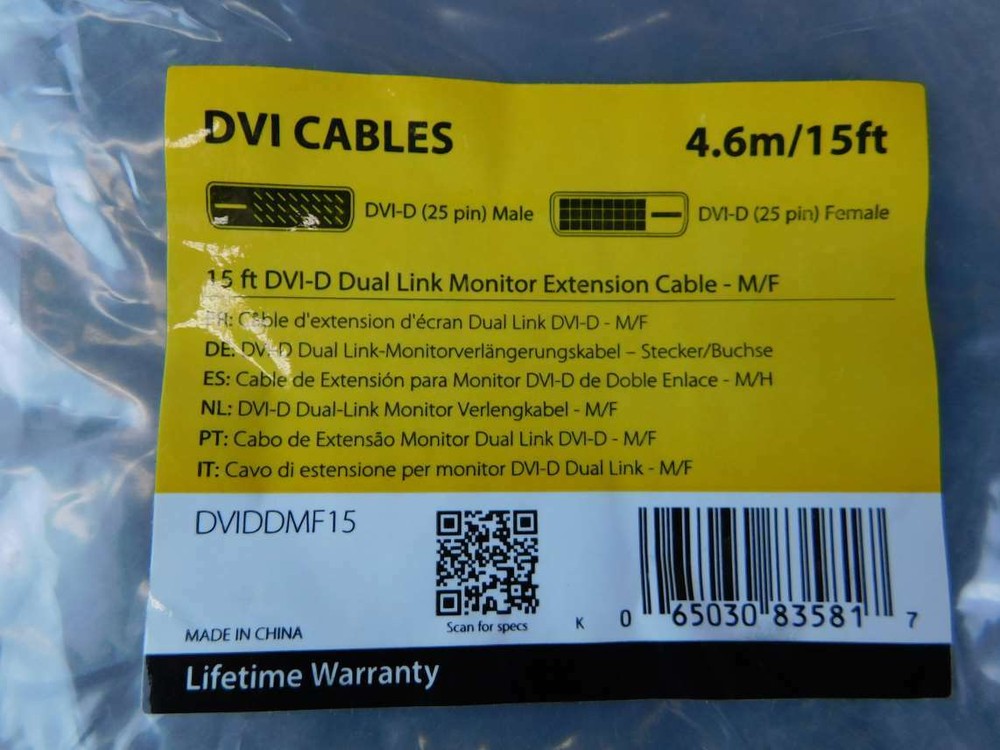 DVI CABLES
4.6m/15ft
DVI-D (25 pin) Male
DVI-D (25 pin) Female
15 ft DVI-D Dual Link Monitor Extension Cable - M/F
FR: Câble d'extension d'écran Dual Link DVI-D - M/F
DE: DVI-D Dual Link-Monitorverlängerungskabel – Stecker/Buchse
ES: Cable de Extensión para Monitor DVI-D de Doble Enlace - M/H
NL: DVI-D Dual-Link Monitor Verlengkabel - M/F
PT: Cabo de Extensão Monitor Dual Link DVI-D - M/F
IT: Cavo di estensione per monitor DVI-D Dual Link - M/F
DVIDDMF15
Scan for specs
K 0 65030 83581 7
MADE IN CHINA
Lifetime Warranty